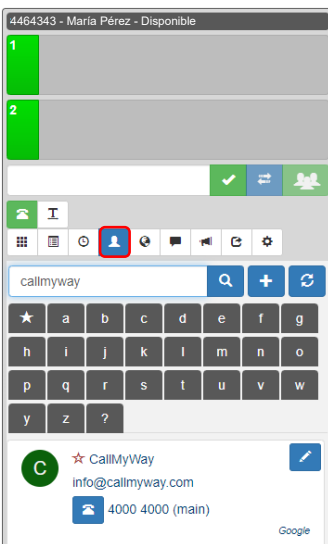 4464343 - María Pérez - Disponible
1
2
T
callmyway
a b c d e f g
h i j k l m n o
p q r s t u v w
y z ?
C
CallMyWay
info@callmyway.com
4000 4000 (main)
Google